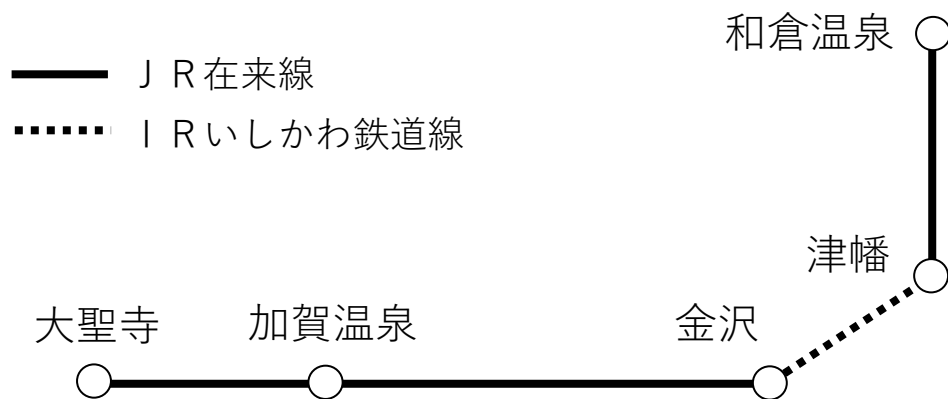 和倉温泉
ＪＲ在来線
ＩＲいしかわ鉄道線
津幡
大聖寺
加賀温泉
金沢